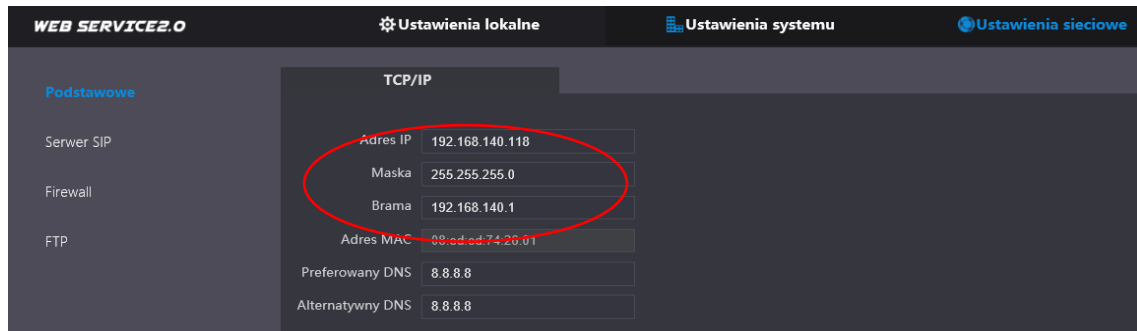 WEB SERVICE2.0
Ustawienia lokalne
Ustawienia systemu
Ustawienia sieciowe
Podstawowe
Serwer SIP
Firewall
FTP
TCP/IP
Adres IP 192.168.140.118
Maska 255.255.255.0
Brama 192.168.140.1
Adres MAC
Preferowany DNS 8.8.8.8
Alternatywny DNS 8.8.8.8